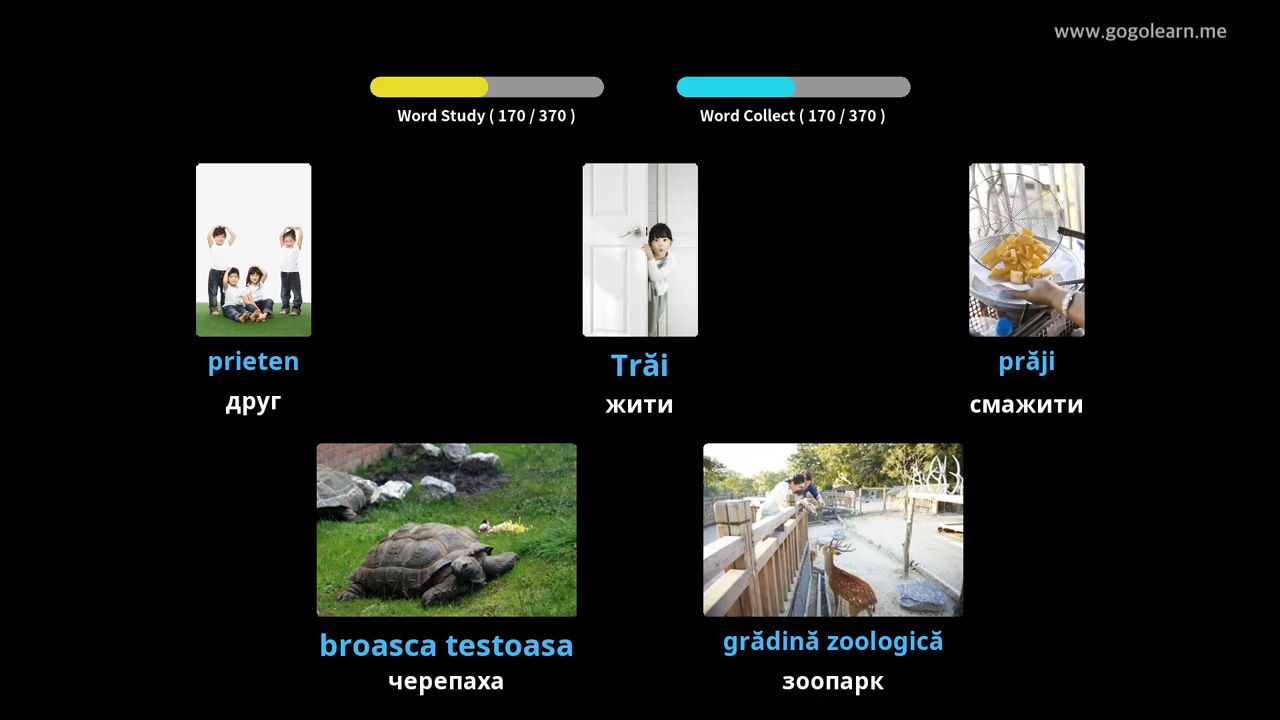 www.gogolearn.me
Word Study ( 170 / 370 )
Word Collect ( 170 / 370 )
prieten
друг
Trăi
жити
prăji
смажити
broasca testoasa
черепаха
grădină zoologică
зоопарк